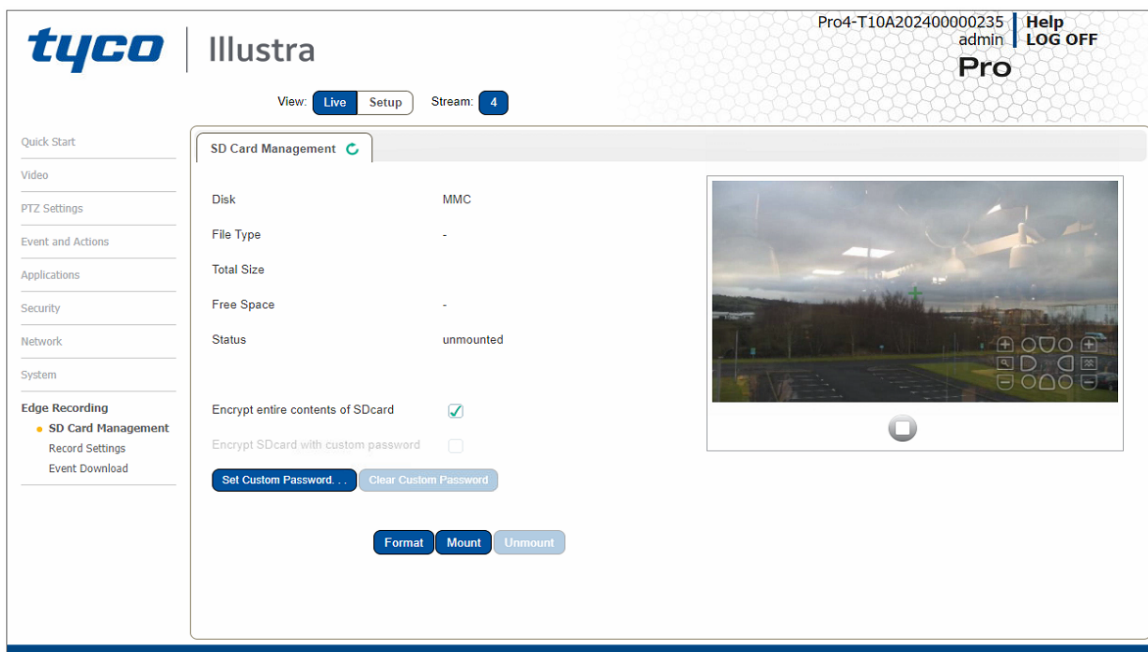 Pro4-T10A202400000235 Help
admin LOG OFF
tyco Illustra
Pro
View: Live Setup Stream: 4
Quick Start
Video
PTZ Settings
Event and Actions
Applications
Security
Network
System
Edge Recording
SD Card Management
Record Settings
Event Download
SD Card Management
Disk MMC
File Type -
Total Size
Free Space -
Status unmounted
Encrypt entire contents of SDcard
Encrypt SDcard with custom password
Set Custom Password. . . Clear Custom Password
Format Mount Unmount